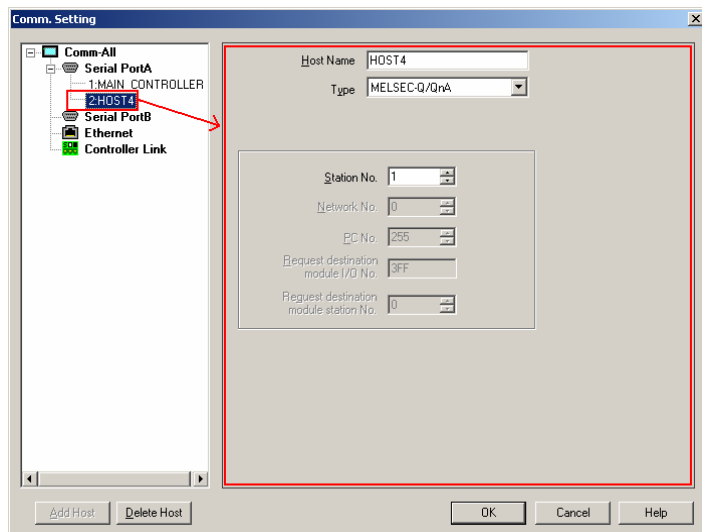 Comm. Setting
Comm-All
Serial PortA
1:MAIN_CONTROLLER
2:HOST4
Serial PortB
Ethernet
Controller Link
Host Name HOST4
Type MELSEC-Q/QnA
Station No. 1
Network No. 0
PC No. 255
Request destination
module I/O No. 3FF
Request destination
module station No. 0
Add Host Delete Host OK Cancel Help